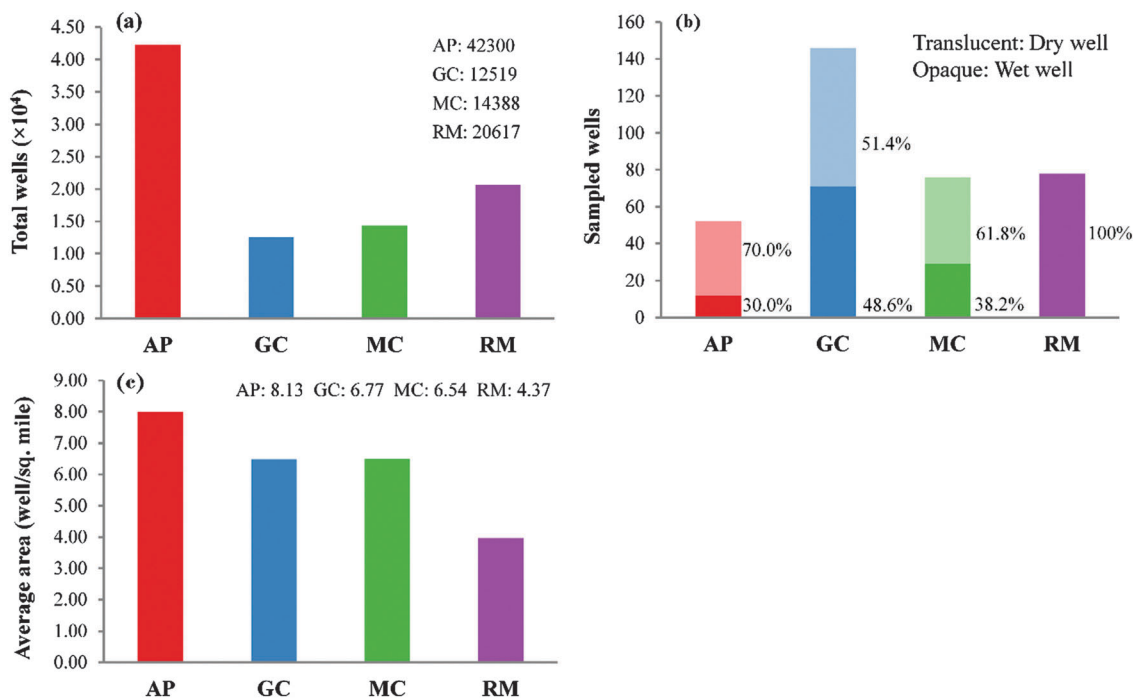 (a)
Total wells (×10⁴)
4.50
4.00
3.50
3.00
2.50
2.00
1.50
1.00
0.50
0.00
AP: 42300
GC: 12519
MC: 14388
RM: 20617
AP GC MC RM
(b)
Sampled wells
160
140
120
100
80
60
40
20
0
Translucent: Dry well
Opaque: Wet well
51.4%
70.0% 61.8% 100%
30.0% 48.6% 38.2%
AP GC MC RM
(c)
Average area (well/sq. mile)
9.00
8.00
7.00
6.00
5.00
4.00
3.00
2.00
1.00
0.00
AP: 8.13 GC: 6.77 MC: 6.54 RM: 4.37
AP GC MC RM